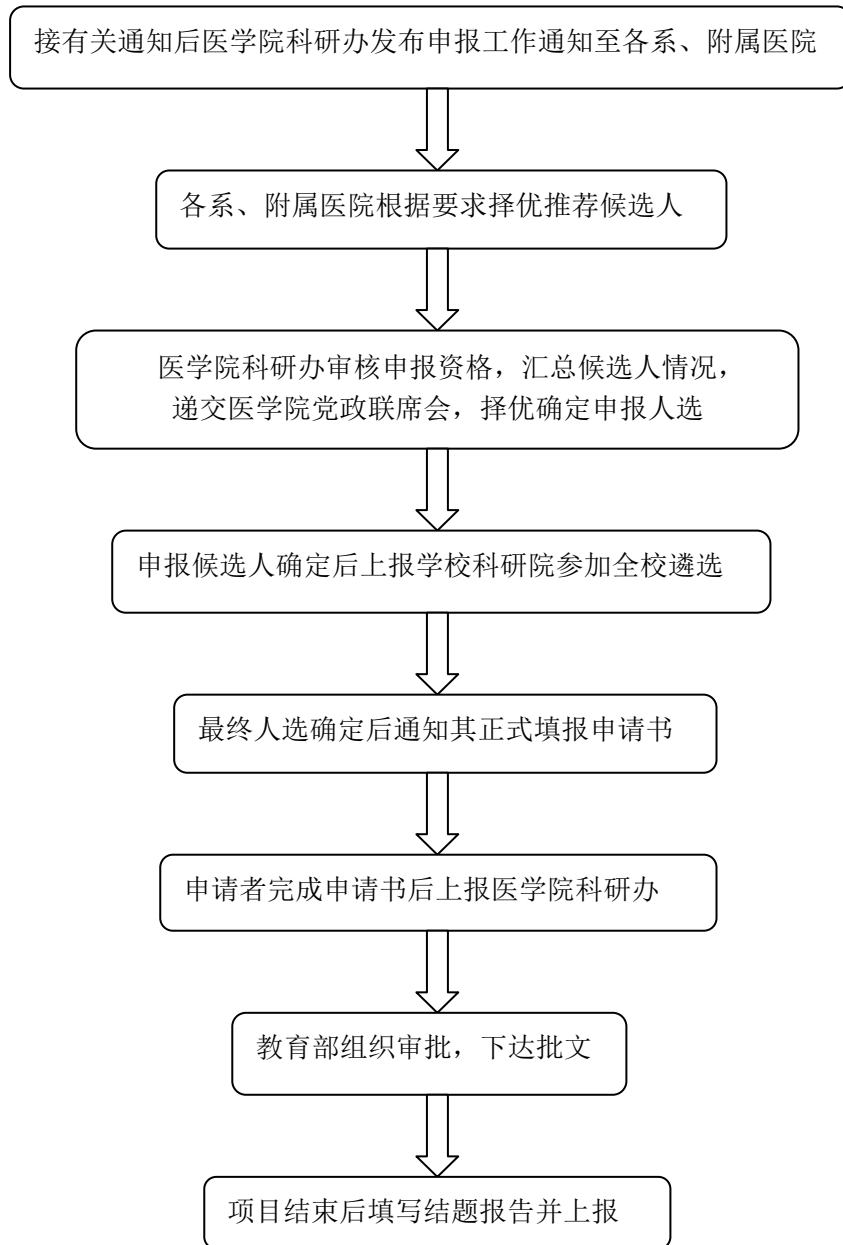 接有关通知后医学院科研办发布申报工作通知至各系、附属医院
各系、附属医院根据要求择优推荐候选人
医学院科研办审核申报资格，汇总候选人情况，
递交医学院党政联席会，择优确定申报人选
申报候选人确定后上报学校科研院参加全校遴选
最终人选确定后通知其正式填报申请书
申请者完成申请书后上报医学院科研办
教育部组织审批，下达批文
项目结束后填写结题报告并上报